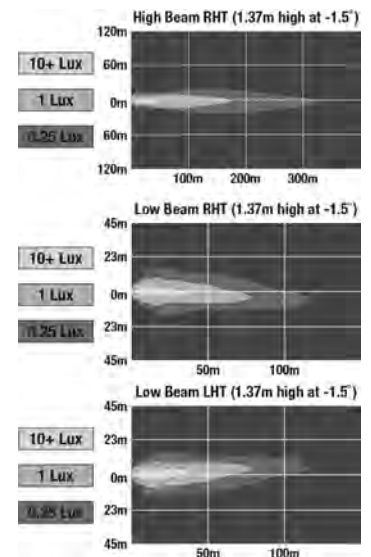 High Beam RHT (1.37m high at -1.5˚)
120m
10+ Lux
60m
1 Lux
0m
0.25 Lux
60m
120m
100m 200m 300m
Low Beam RHT (1.37m high at -1.5˚)
45m
10+ Lux
23m
1 Lux
0m
0.25 Lux
23m
45m
50m 100m
Low Beam LHT (1.37m high at -1.5˚)
45m
10+ Lux
23m
1 Lux
0m
0.25 Lux
23m
45m
50m 100m